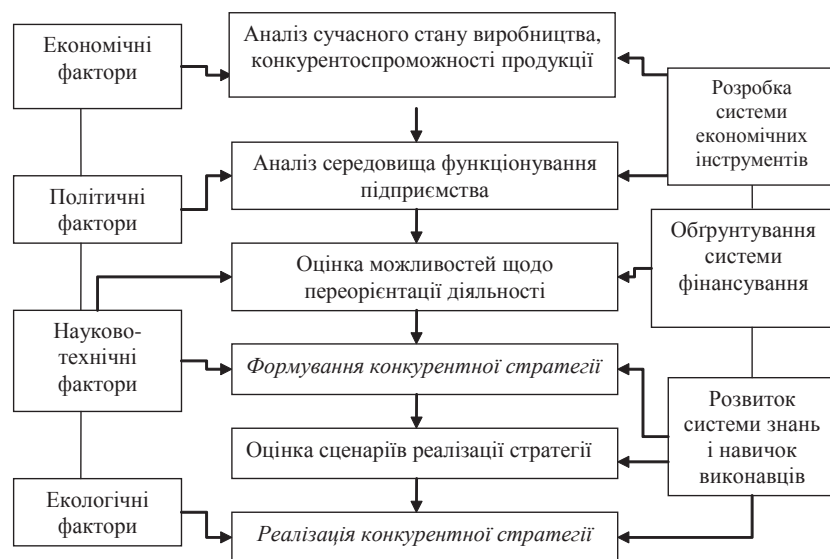 Економічні
фактори
Аналіз сучасного стану виробництва,
конкурентоспроможності продукції
Розробка
системи
економічних
інструментів
Політичні
фактори
Аналіз середовища функціонування
підприємства
Обґрунтування
системи
фінансування
Оцінка можливостей щодо
переорієнтації діяльності
Науково-
технічні
фактори
Формування конкурентної стратегії
Розвиток
системи знань
і навичок
виконавців
Оцінка сценаріїв реалізації стратегії
Екологічні
фактори
Реалізація конкурентної стратегії